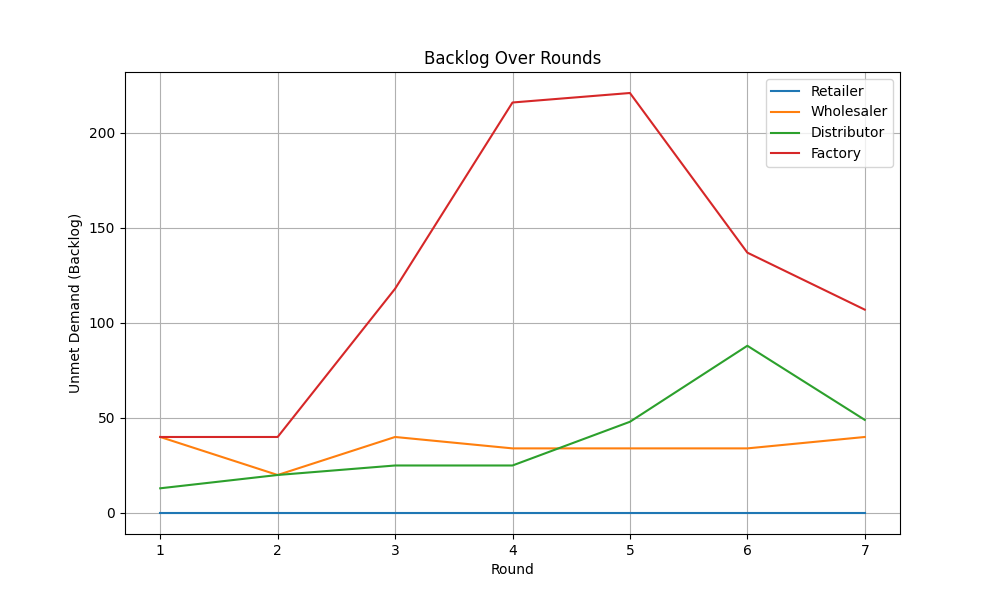 Backlog Over Rounds
Retailer
Wholesaler
Distributor
Factory
Unmet Demand (Backlog)
200
150
100
50
0
1 2 3 4 5 6 7
Round